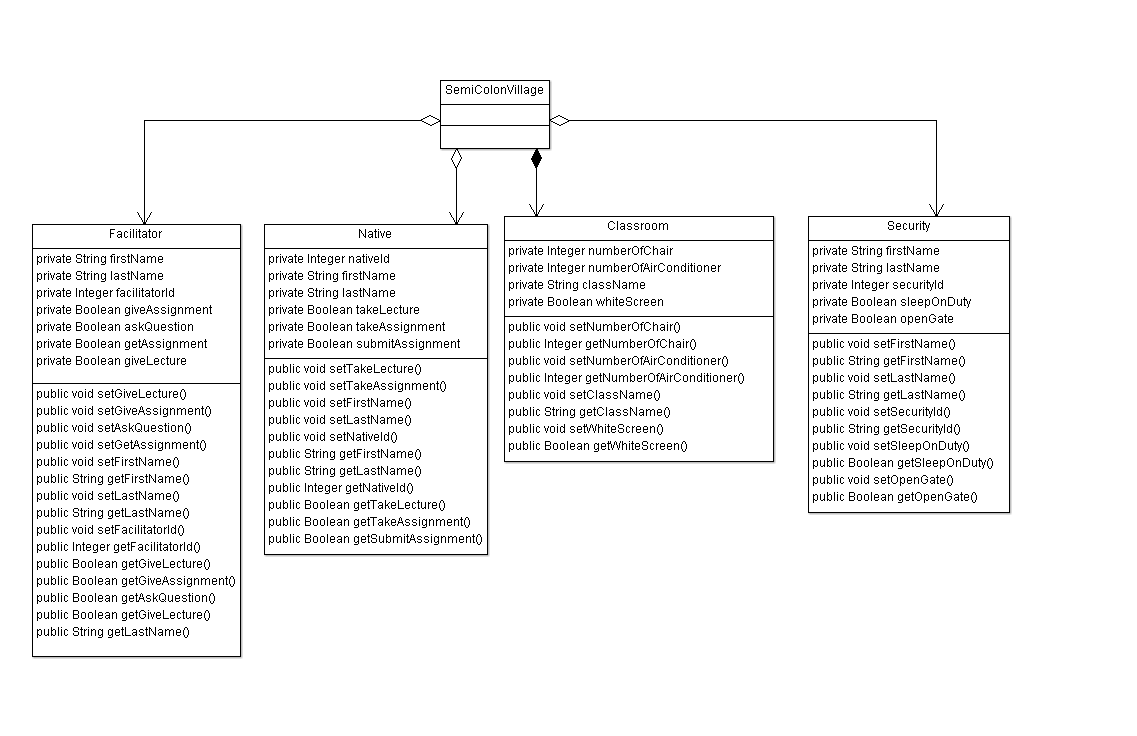 SemiColonVillage
Facilitator
private String firstName
private String lastName
private Integer facilitatorId
private Boolean giveAssignment
private Boolean askQuestion
private Boolean getAssignment
private Boolean giveLecture
public void setGiveLecture()
public void setGiveAssignment()
public void setAskQuestion()
public void setGetAssignment()
public void setFirstName()
public String getFirstName()
public void setLastName()
public String getLastName()
public void setFacilitatorId()
public Integer getFacilitatorId()
public Boolean getGiveLecture()
public Boolean getGiveAssignment()
public Boolean getAskQuestion()
public Boolean getGiveLecture()
public String getLastName()
Native
private Integer nativeId
private String firstName
private String lastName
private Boolean takeLecture
private Boolean takeAssignment
private Boolean submitAssignment
public void setTakeLecture()
public void setTakeAssignment()
public void setFirstName()
public void setLastName()
public void setNativeId()
public String getFirstName()
public String getLastName()
public Integer getNativeId()
public Boolean getTakeLecture()
public Boolean getTakeAssignment()
public Boolean getSubmitAssignment()
Classroom
private Integer numberOfChair
private Integer numberOfAirConditioner
private String className
private Boolean whiteScreen
public void setNumberOfChair()
public Integer getNumberOfChair()
public void setNumberOfAirConditioner()
public Integer getNumberOfAirConditioner()
public void setClassName()
public String getClassName()
public void setWhiteScreen()
public Boolean getWhiteScreen()
Security
private String firstName
private String lastName
private Integer securityId
private Boolean sleepOnDuty
private Boolean openGate
public void setFirstName()
public String getFirstName()
public void setLastName()
public String getLastName()
public void setSecurityId()
public String getSecurityId()
public void setSleepOnDuty()
public Boolean getSleepOnDuty()
public void setOpenGate()
public Boolean getOpenGate()